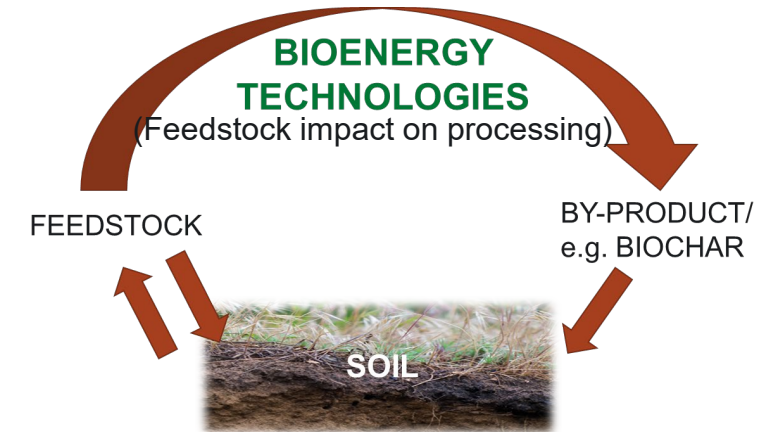 BIOENERGY
TECHNOLOGIES
(Feedstock impact on processing)
FEEDSTOCK
BY-PRODUCT/
e.g. BIOCHAR
SOIL